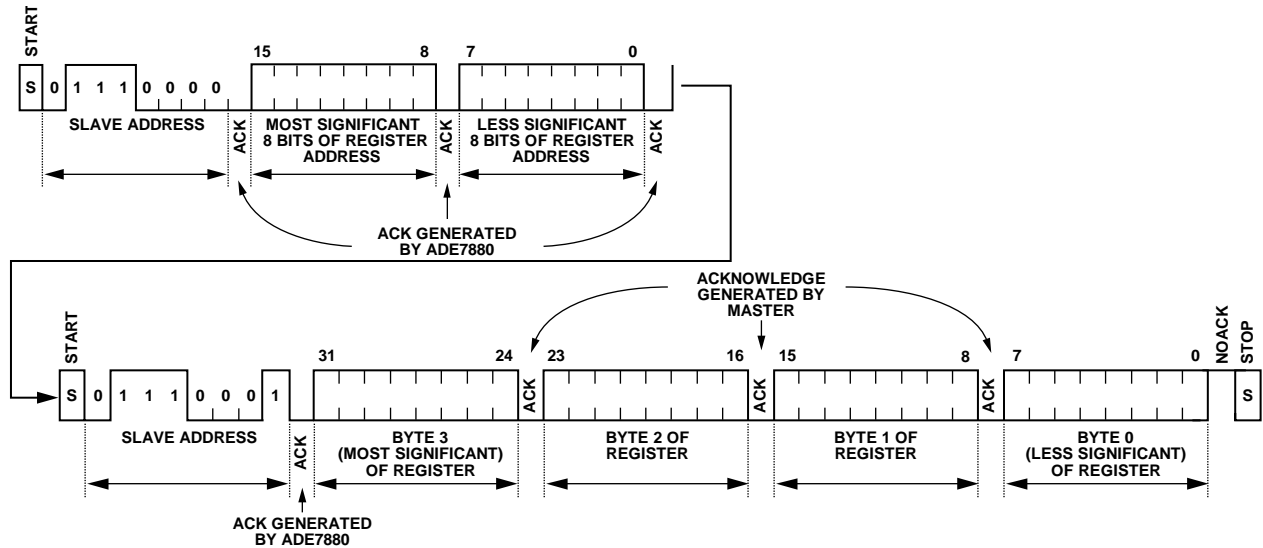 START
15 8 7 0
S 0 1 1 1 0 0 0 0
SLAVE ADDRESS
ACK
MOST SIGNIFICANT
8 BITS OF REGISTER
ADDRESS
ACK
LESS SIGNIFICANT
8 BITS OF REGISTER
ADDRESS
ACK
ACK GENERATED
BY ADE7880
ACKNOWLEDGE
GENERATED BY
MASTER
START
31 24 23 16 15 8 7 0
NOACK
STOP
S 0 1 1 1 0 0 0 1
ACK
ACK
ACK
S
SLAVE ADDRESS
ACK
BYTE 3
(MOST SIGNIFICANT)
OF REGISTER
BYTE 2 OF
REGISTER
BYTE 1 OF
REGISTER
BYTE 0
(LESS SIGNIFICANT)
OF REGISTER
ACK GENERATED
BY ADE7880